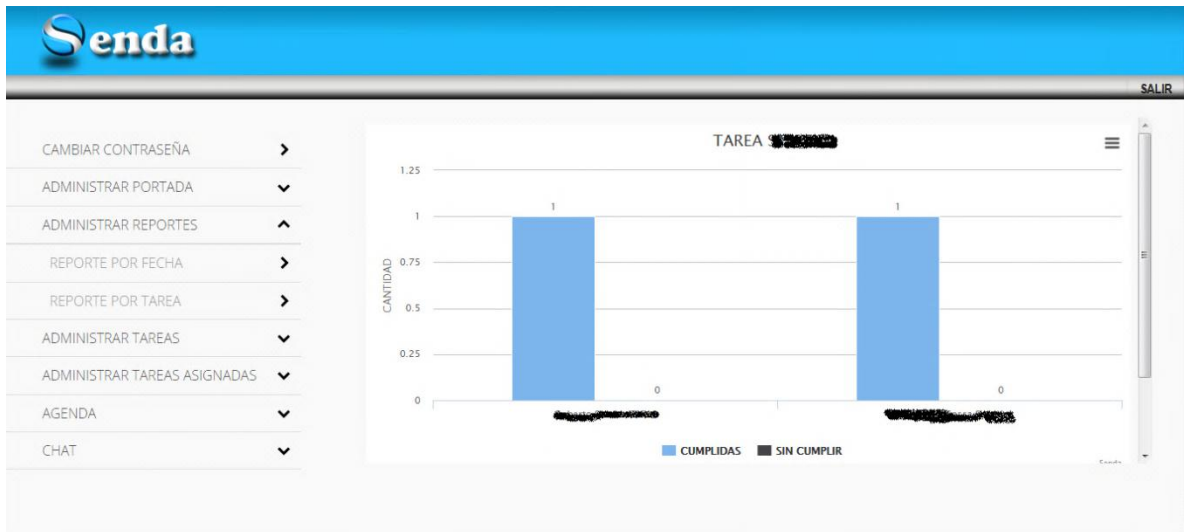 Senda
SALIR
CAMBIAR CONTRASEÑA
ADMINISTRAR PORTADA
ADMINISTRAR REPORTES
REPORTE POR FECHA
REPORTE POR TAREA
ADMINISTRAR TAREAS
ADMINISTRAR TAREAS ASIGNADAS
AGENDA
CHAT
TAREA
1.25
1
0.75
0.5
0.25
0
CANTIDAD
1
0
1
0
CUMPLIDAS
SIN CUMPLIR
Senda